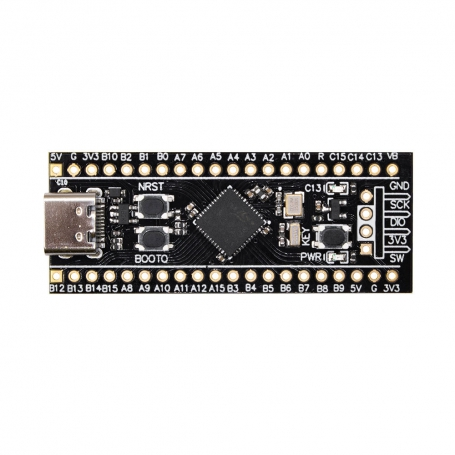 5V G 3V3 B10 B2 B1 B0 A7 A6 A5 A4 A3 A2 A1 A0 R C15 C14 C13 VB
C10
NRST
C13
GND
SCK
DIO
KEY
3V3
BOOT0
PWR
SW
B12 B13 B14 B15 A8 A9 A10 A11 A12 A15 B3 B4 B5 B6 B7 B8 B9 5V G 3V3